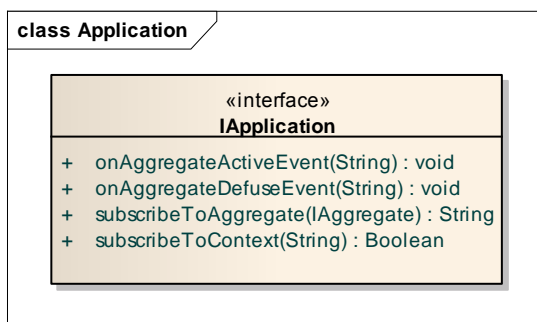 class Application
«interface»
IApplication
+ onAggregateActiveEvent(String) : void
+ onAggregateDefuseEvent(String) : void
+ subscribeToAggregate(IAggregate) : String
+ subscribeToContext(String) : Boolean